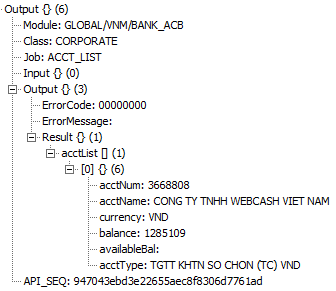 Output {} (6)
Module: GLOBAL/VNM/BANK_ACB
Class: CORPORATE
Job: ACCT_LIST
Input {} (0)
Output {} (3)
ErrorCode: 00000000
ErrorMessage:
Result {} (1)
acctList [] (1)
[0] {} (6)
acctNum: 3668808
acctName: CONG TY TNHH WEBCASH VIET NAM
currency: VND
balance: 1285109
availableBal:
acctType: TGTT KHTN SO CHON (TC) VND
API_SEQ: 947043ebd3e22655aec8f8306d7761ad